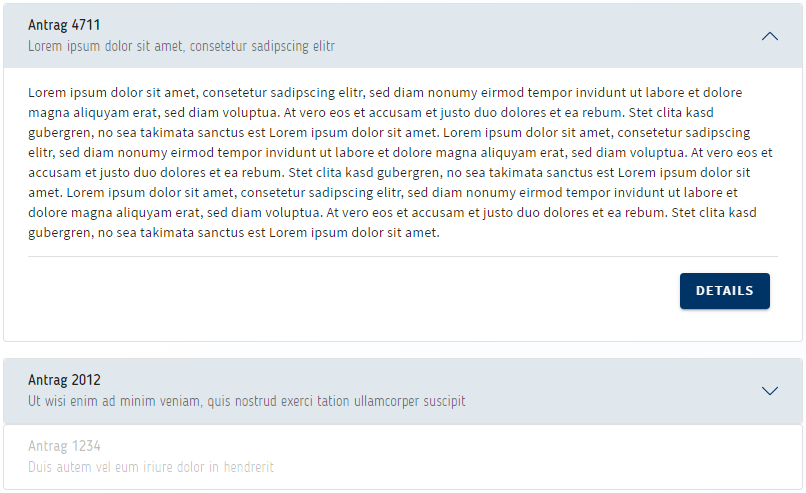 Antrag 4711
Lorem ipsum dolor sit amet, consetetur sadipscing elitr
Lorem ipsum dolor sit amet, consetetur sadipscing elitr, sed diam nonumy eirmod tempor invidunt ut labore et dolore
magna aliquyam erat, sed diam voluptua. At vero eos et accusam et justo duo dolores et ea rebum. Stet clita kasd
gubergren, no sea takimata sanctus est Lorem ipsum dolor sit amet. Lorem ipsum dolor sit amet, consetetur sadipscing
elitr, sed diam nonumy eirmod tempor invidunt ut labore et dolore magna aliquyam erat, sed diam voluptua. At vero eos et
accusam et justo duo dolores et ea rebum. Stet clita kasd gubergren, no sea takimata sanctus est Lorem ipsum dolor sit
amet. Lorem ipsum dolor sit amet, consetetur sadipscing elitr, sed diam nonumy eirmod tempor invidunt ut labore et
dolore magna aliquyam erat, sed diam voluptua. At vero eos et accusam et justo duo dolores et ea rebum. Stet clita kasd
gubergren, no sea takimata sanctus est Lorem ipsum dolor sit amet.
DETAILS
Antrag 2012
Ut wisi enim ad minim veniam, quis nostrud exerci tation ullamcorper suscipit
Antrag 1234
Duis autem vel eum iriure dolor in hendrerit